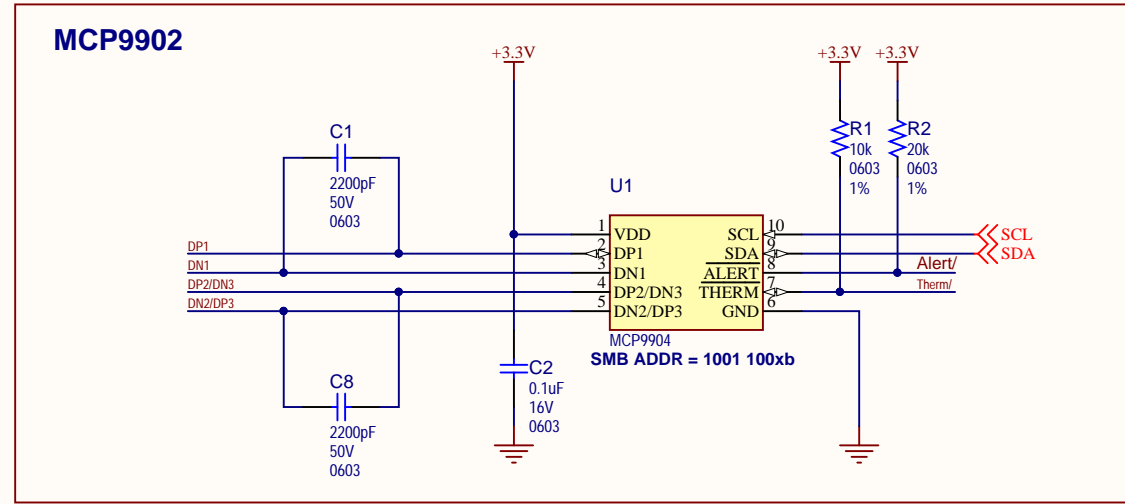 MCP9902
+3.3V
+3.3V
+3.3V
C1
2200pF
50V
0603
R1
10k
0603
1%
R2
20k
0603
1%
U1
1
VDD
2
DP1
3
DN1
4
DP2/DN3
5
DN2/DP3
SCL
10
SDA
9
ALERT
8
THERM
7
GND
6
DP1
DN1
DP2/DN3
DN2/DP3
SCL
SDA
Alert/
Therm/
MCP9904
SMB ADDR = 1001 100xb
C2
0.1uF
16V
0603
C8
2200pF
50V
0603